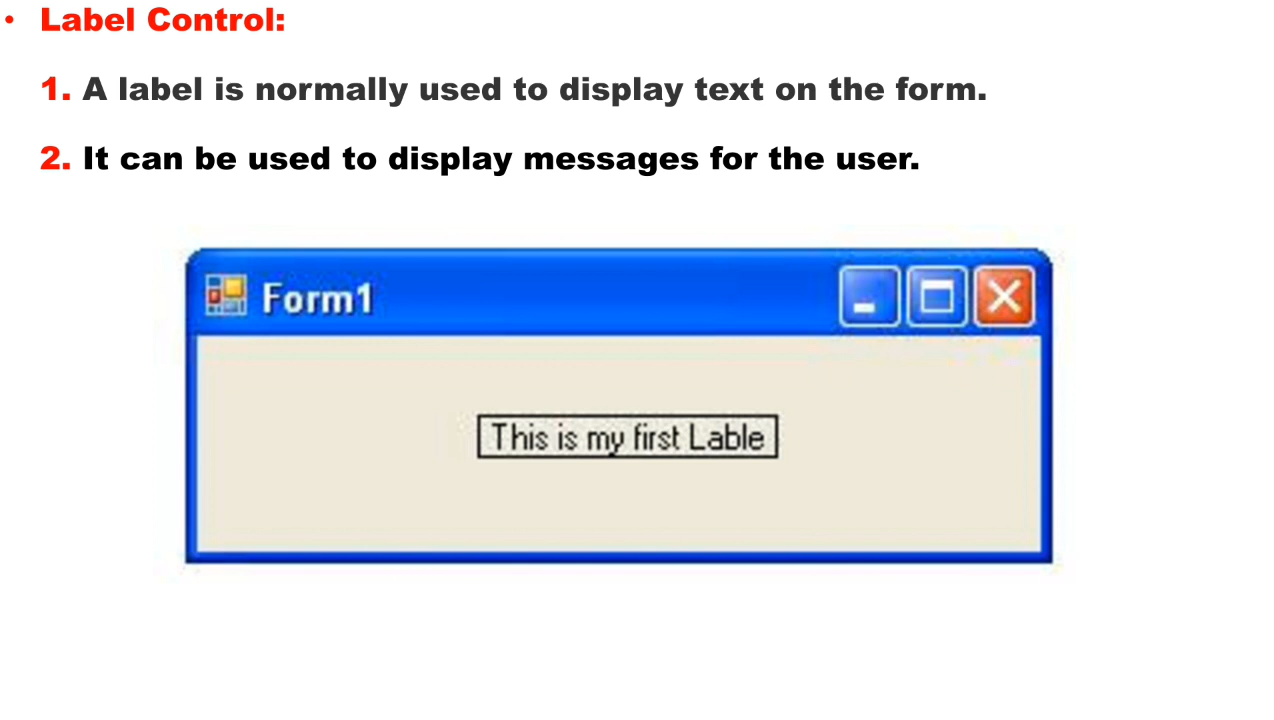 • Label Control:
1. A label is normally used to display text on the form.
2. It can be used to display messages for the user.
Form1
This is my first Lable